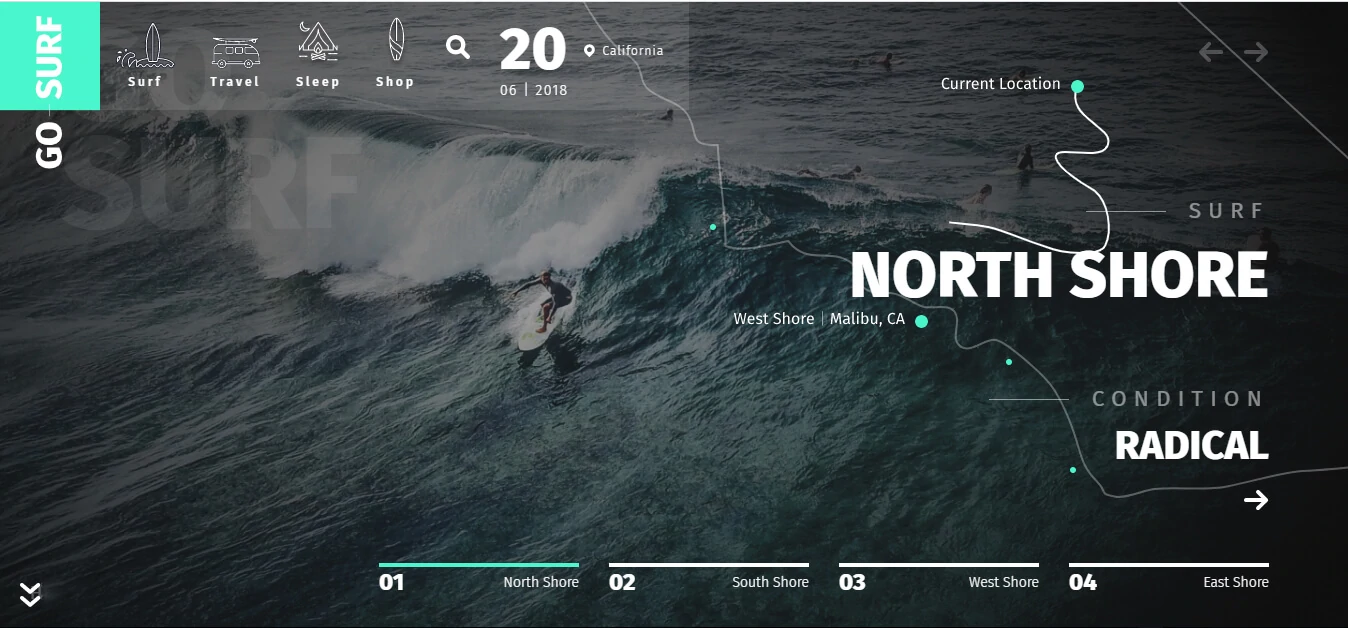 GO SURF
Surf
Travel
Sleep
Shop
20
06 | 2018
California
SURF
Current Location
SURF
NORTH SHORE
West Shore | Malibu, CA
CONDITION
RADICAL
01 North Shore
02 South Shore
03 West Shore
04 East Shore